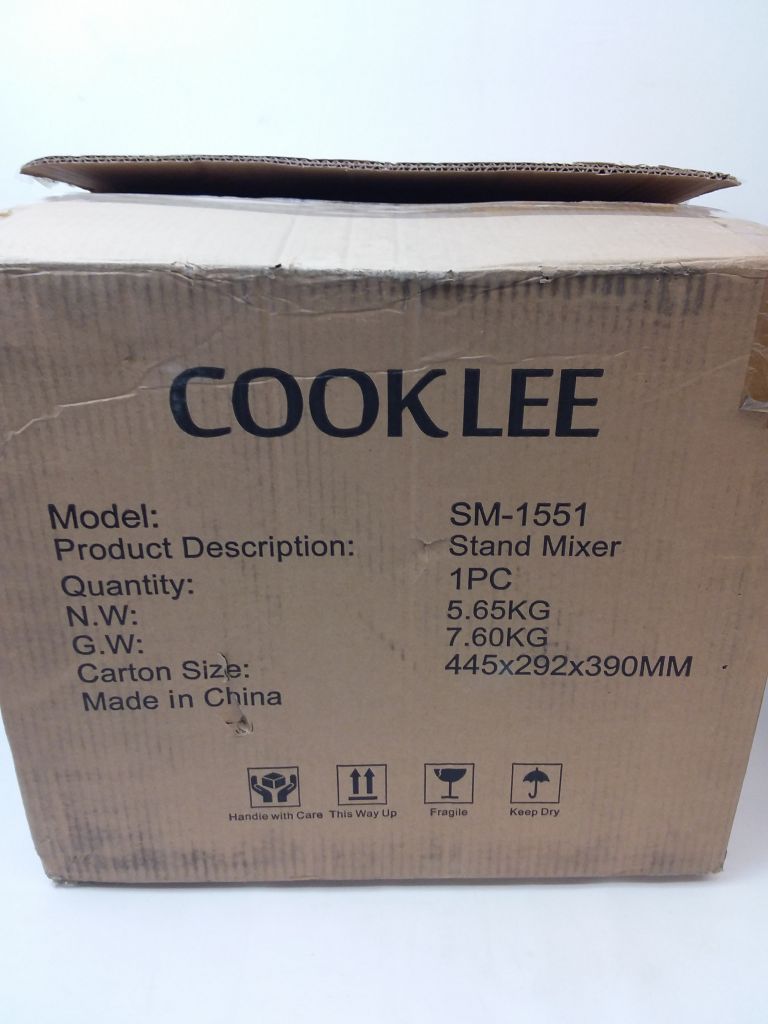 COOKLEE
Model: SM-1551
Product Description: Stand Mixer
Quantity: 1PC
N.W: 5.65KG
G.W: 7.60KG
Carton Size: 445x292x390MM
Made in China
Handle with Care This Way Up Fragile Keep Dry